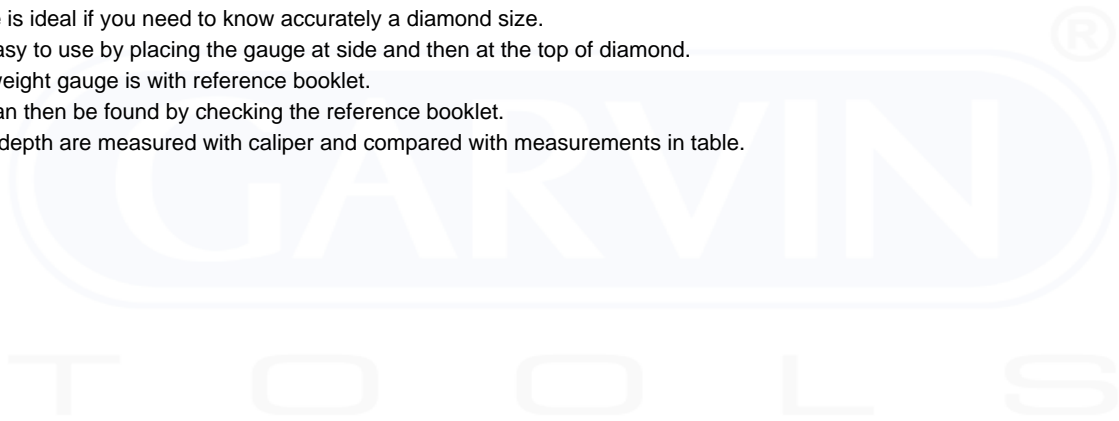 is ideal if you need to know accurately a diamond size.
asy to use by placing the gauge at side and then at the top of diamond.
weight gauge is with reference booklet.
an then be found by checking the reference booklet.
depth are measured with caliper and compared with measurements in table.
®
GARVIN
TOOLS